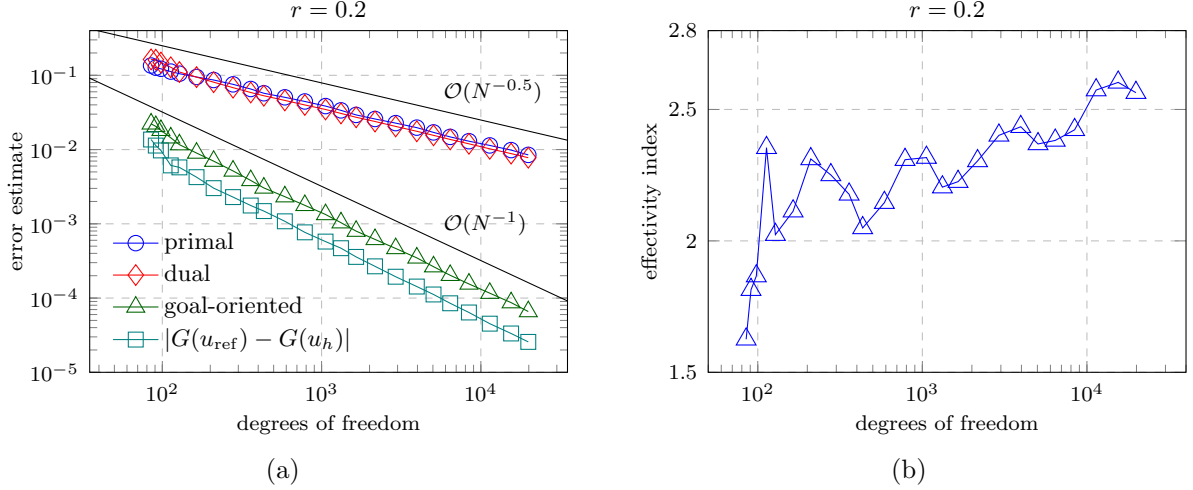 r = 0.2
10^{-1}
10^{-2}
10^{-3}
10^{-4}
10^{-5}
error estimate
O(N^{-0.5})
O(N^{-1})
primal
dual
goal-oriented
|G(u_ref) − G(u_h)|
10^2
10^3
10^4
degrees of freedom
(a)
r = 0.2
2.8
2.5
2
1.5
effectivity index
10^2
10^3
10^4
degrees of freedom
(b)